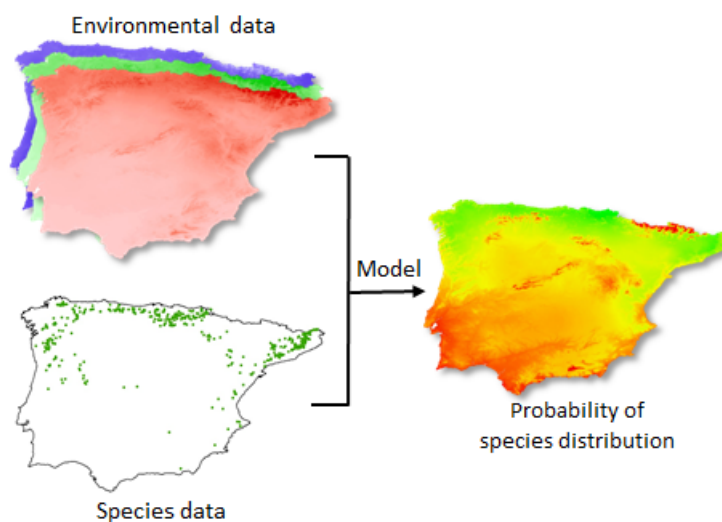 Environmental data
Model
Probability of
species distribution
Species data